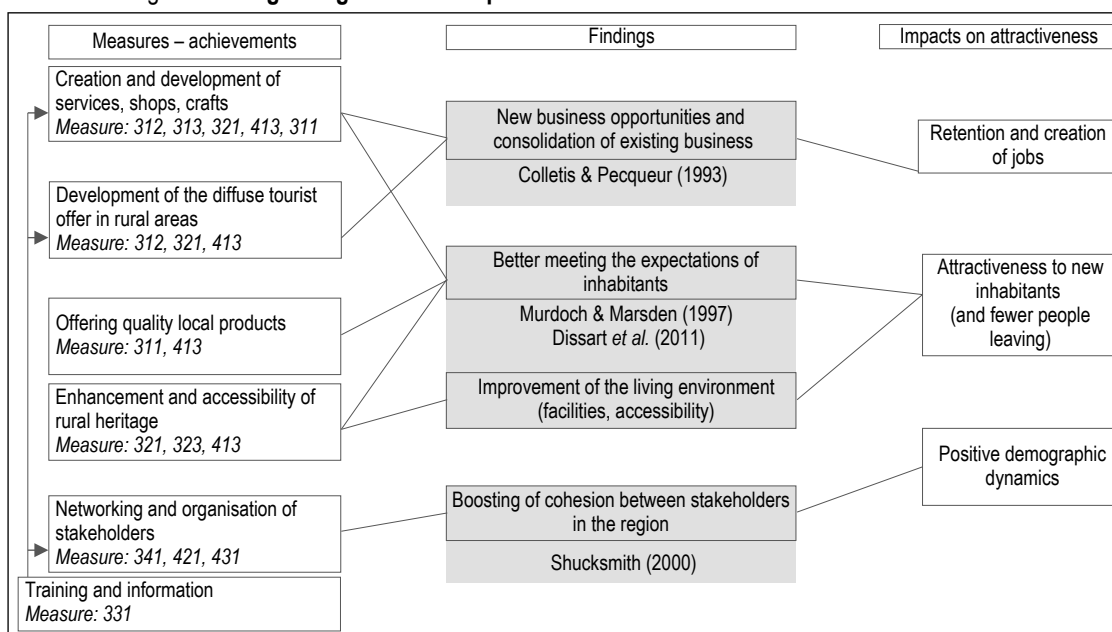 Measures – achievements
Findings
Impacts on attractiveness
Creation and development of
services, shops, crafts
Measure: 312, 313, 321, 413, 311
Development of the diffuse tourist
offer in rural areas
Measure: 312, 321, 413
Offering quality local products
Measure: 311, 413
Enhancement and accessibility of
rural heritage
Measure: 321, 323, 413
Networking and organisation of
stakeholders
Measure: 341, 421, 431
Training and information
Measure: 331
New business opportunities and
consolidation of existing business
Colletis & Pecqueur (1993)
Better meeting the expectations of
inhabitants
Murdoch & Marsden (1997)
Dissart et al. (2011)
Improvement of the living environment
(facilities, accessibility)
Boosting of cohesion between stakeholders
in the region
Shucksmith (2000)
Retention and creation
of jobs
Attractiveness to new
inhabitants
(and fewer people
leaving)
Positive demographic
dynamics